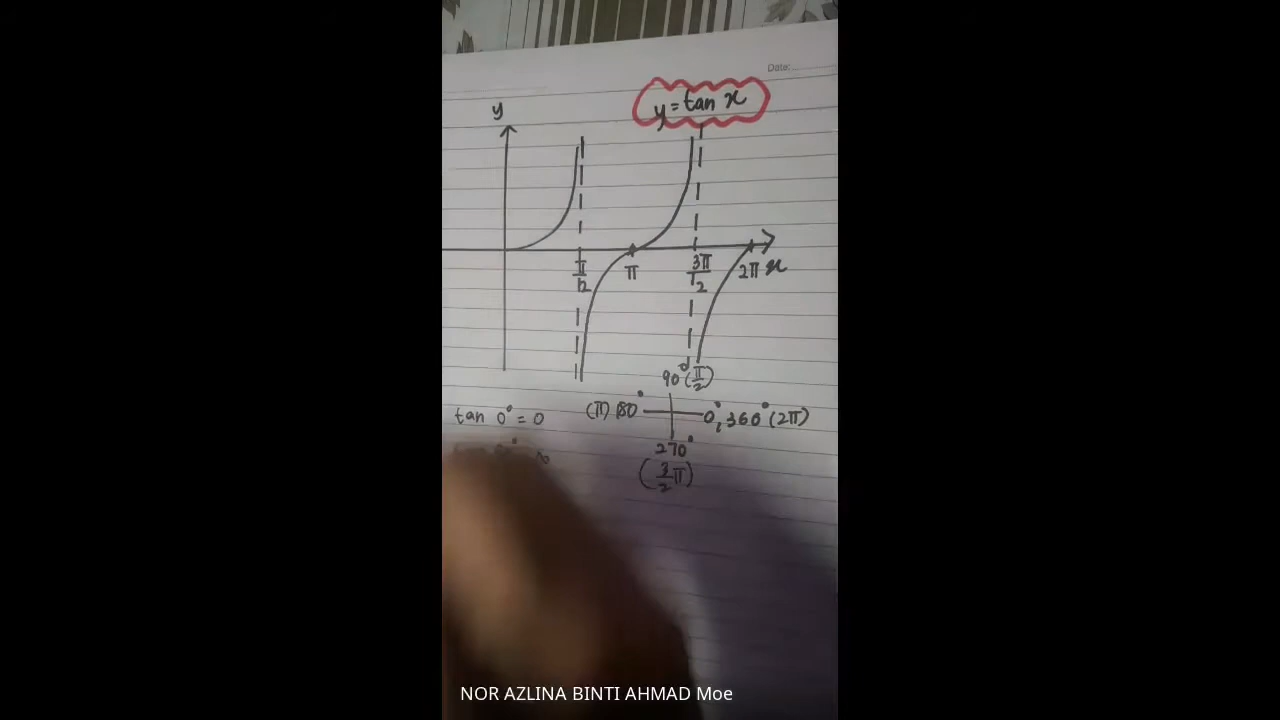 Date:
y = tan x
y
π/2
π
3π/2
2π
x
90° (π/2)
tan 0° = 0
(π) 180°
0°, 360° (2π)
270°
(3/2 π)
NOR AZLINA BINTI AHMAD Moe